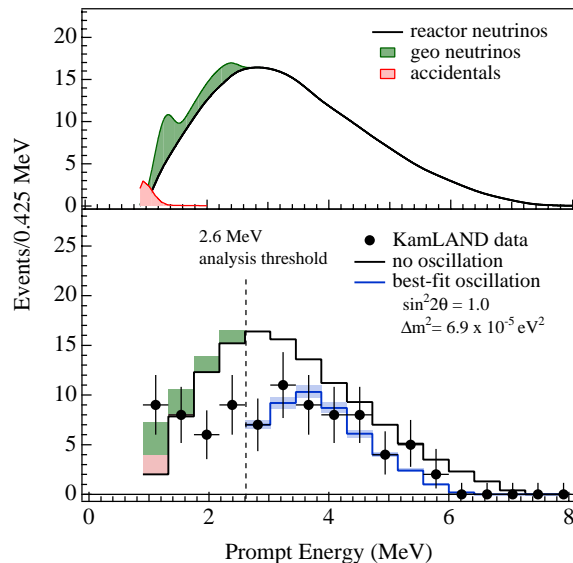 reactor neutrinos
geo neutrinos
accidentals
20
15
10
5
0
Events/0.425 MeV
2.6 MeV
analysis threshold
KamLAND data
no oscillation
best-fit oscillation
sin²2θ = 1.0
Δm²= 6.9 x 10⁻⁵ eV²
25
20
15
10
5
0
0 2 4 6 8
Prompt Energy (MeV)